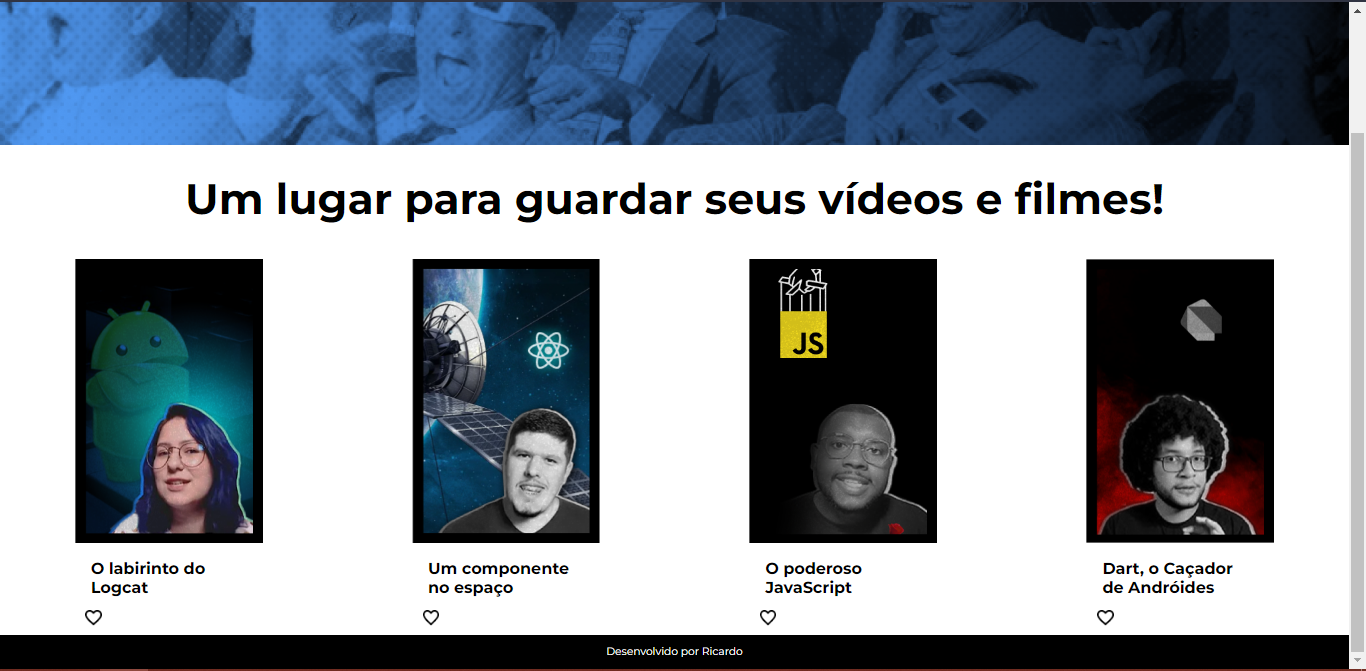 Um lugar para guardar seus vídeos e filmes!
JS
O labirinto do
Logcat
Um componente
no espaço
O poderoso
JavaScript
Dart, o Caçador
de Andróides
Desenvolvido por Ricardo